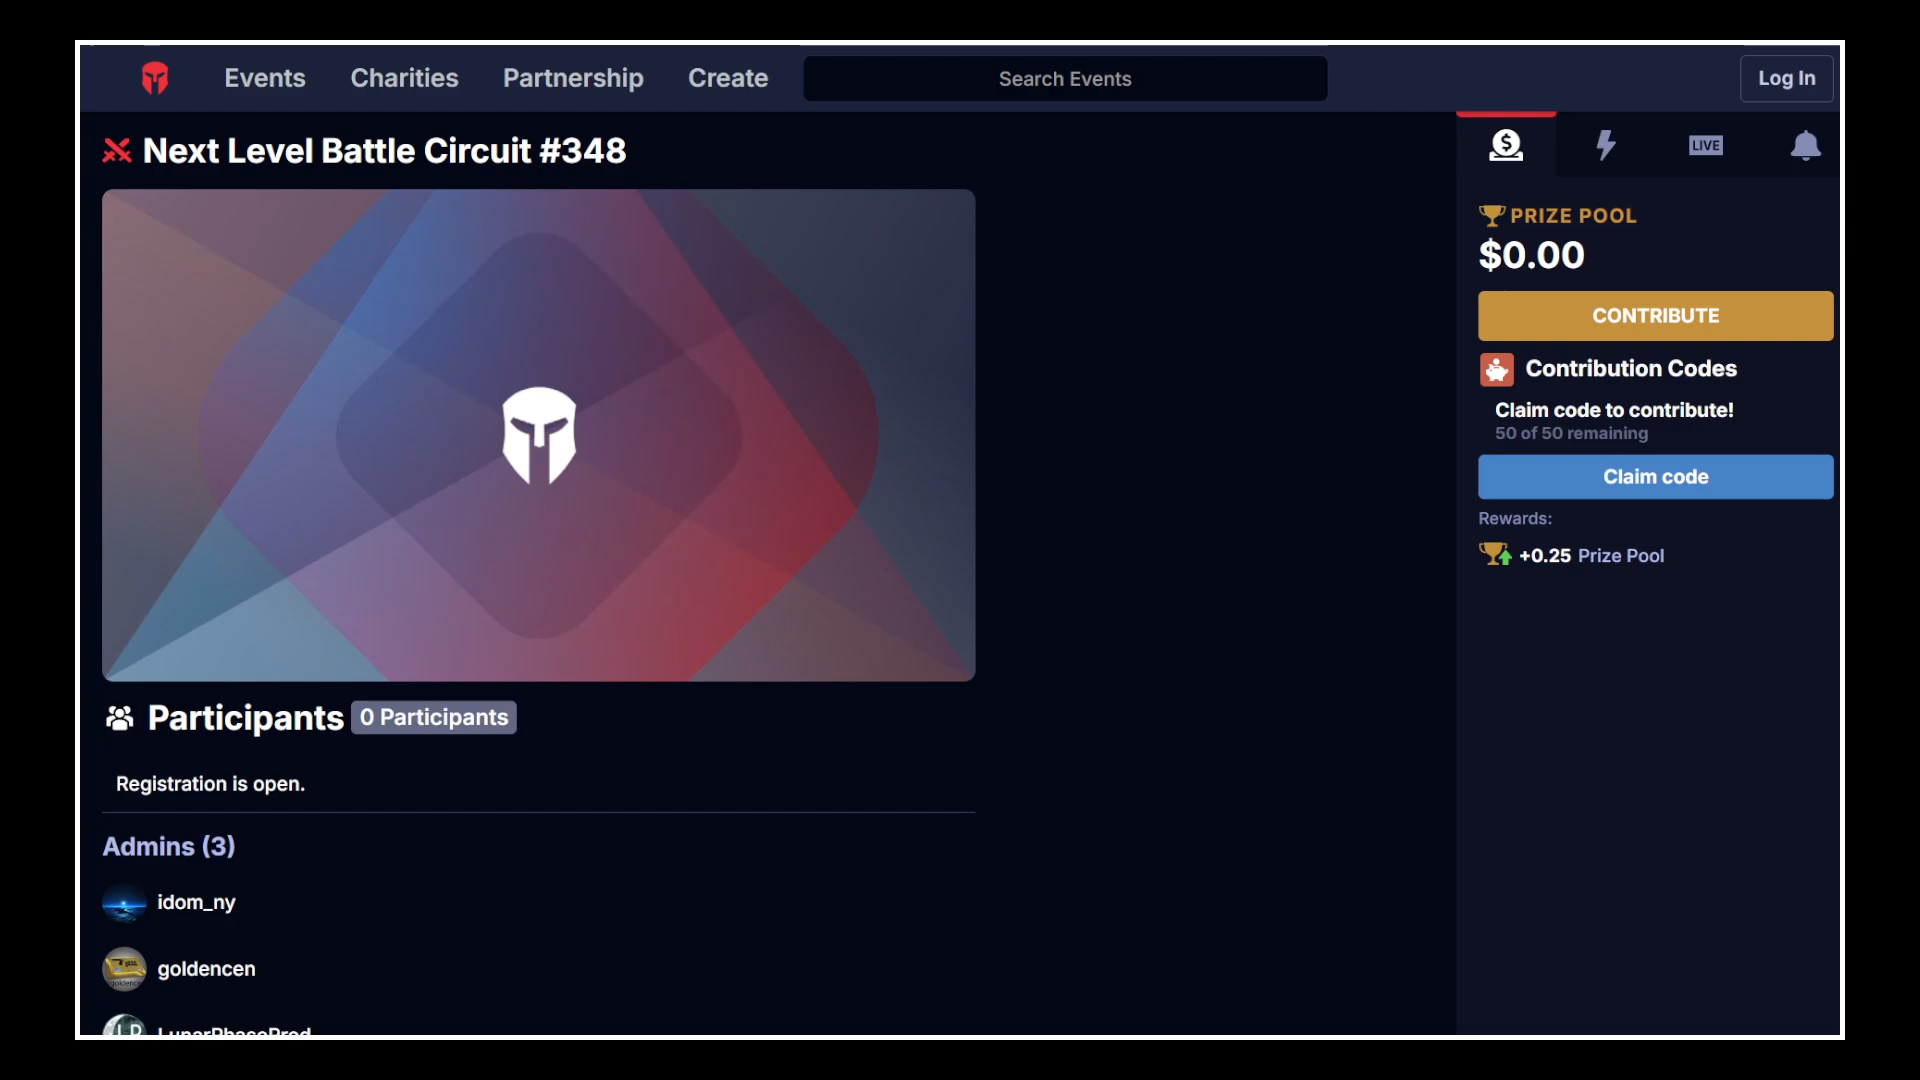 Events Charities Partnership Create Search Events Log In
Next Level Battle Circuit #348
LIVE
PRIZE POOL
$0.00
CONTRIBUTE
Contribution Codes
Claim code to contribute!
50 of 50 remaining
Claim code
Rewards:
+0.25 Prize Pool
Participants 0 Participants
Registration is open.
Admins (3)
idom_ny
goldencen
LunarPhaseProd